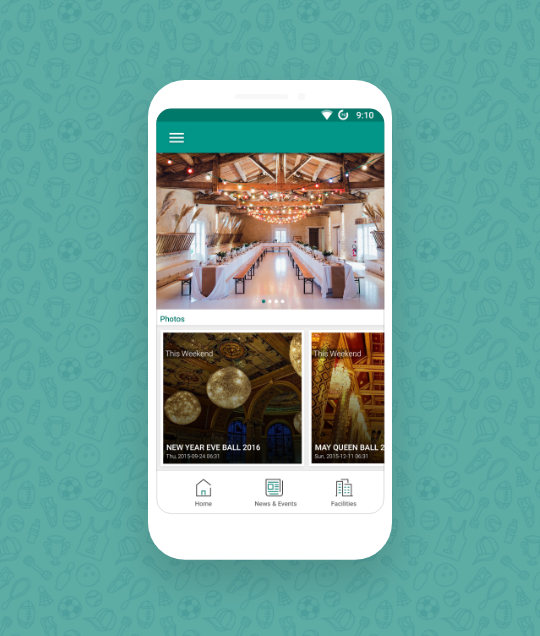 9:10
Photos
This Weekend
NEW YEAR EVE BALL 2016
Thu, 2015-09-24 06:31
This Weekend
MAY QUEEN BALL 2
Sun, 2015-12-11 06:31
Home
News & Events
Facilities